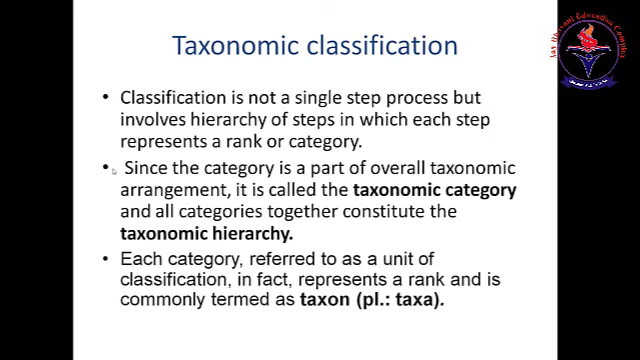 Taxonomic classification
• Classification is not a single step process but
involves hierarchy of steps in which each step
represents a rank or category.
• Since the category is a part of overall taxonomic
arrangement, it is called the taxonomic category
and all categories together constitute the
taxonomic hierarchy.
• Each category, referred to as a unit of
classification, in fact, represents a rank and is
commonly termed as taxon (pl.: taxa).